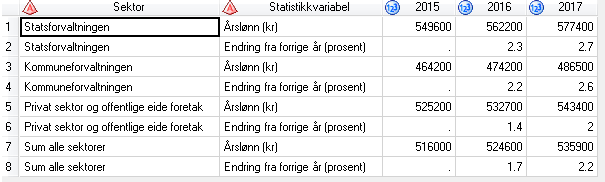 Sektor Statistikkvariabel 2015 2016 2017
1 Statsforvaltningen Årslønn (kr) 549600 562200 577400
2 Statsforvaltningen Endring fra forrige år (prosent) . 2.3 2.7
3 Kommuneforvaltningen Årslønn (kr) 464200 474200 486500
4 Kommuneforvaltningen Endring fra forrige år (prosent) . 2.2 2.6
5 Privat sektor og offentlige eide foretak Årslønn (kr) 525200 532700 543400
6 Privat sektor og offentlige eide foretak Endring fra forrige år (prosent) . 1.4 2
7 Sum alle sektorer Årslønn (kr) 516000 524600 535900
8 Sum alle sektorer Endring fra forrige år (prosent) . 1.7 2.2